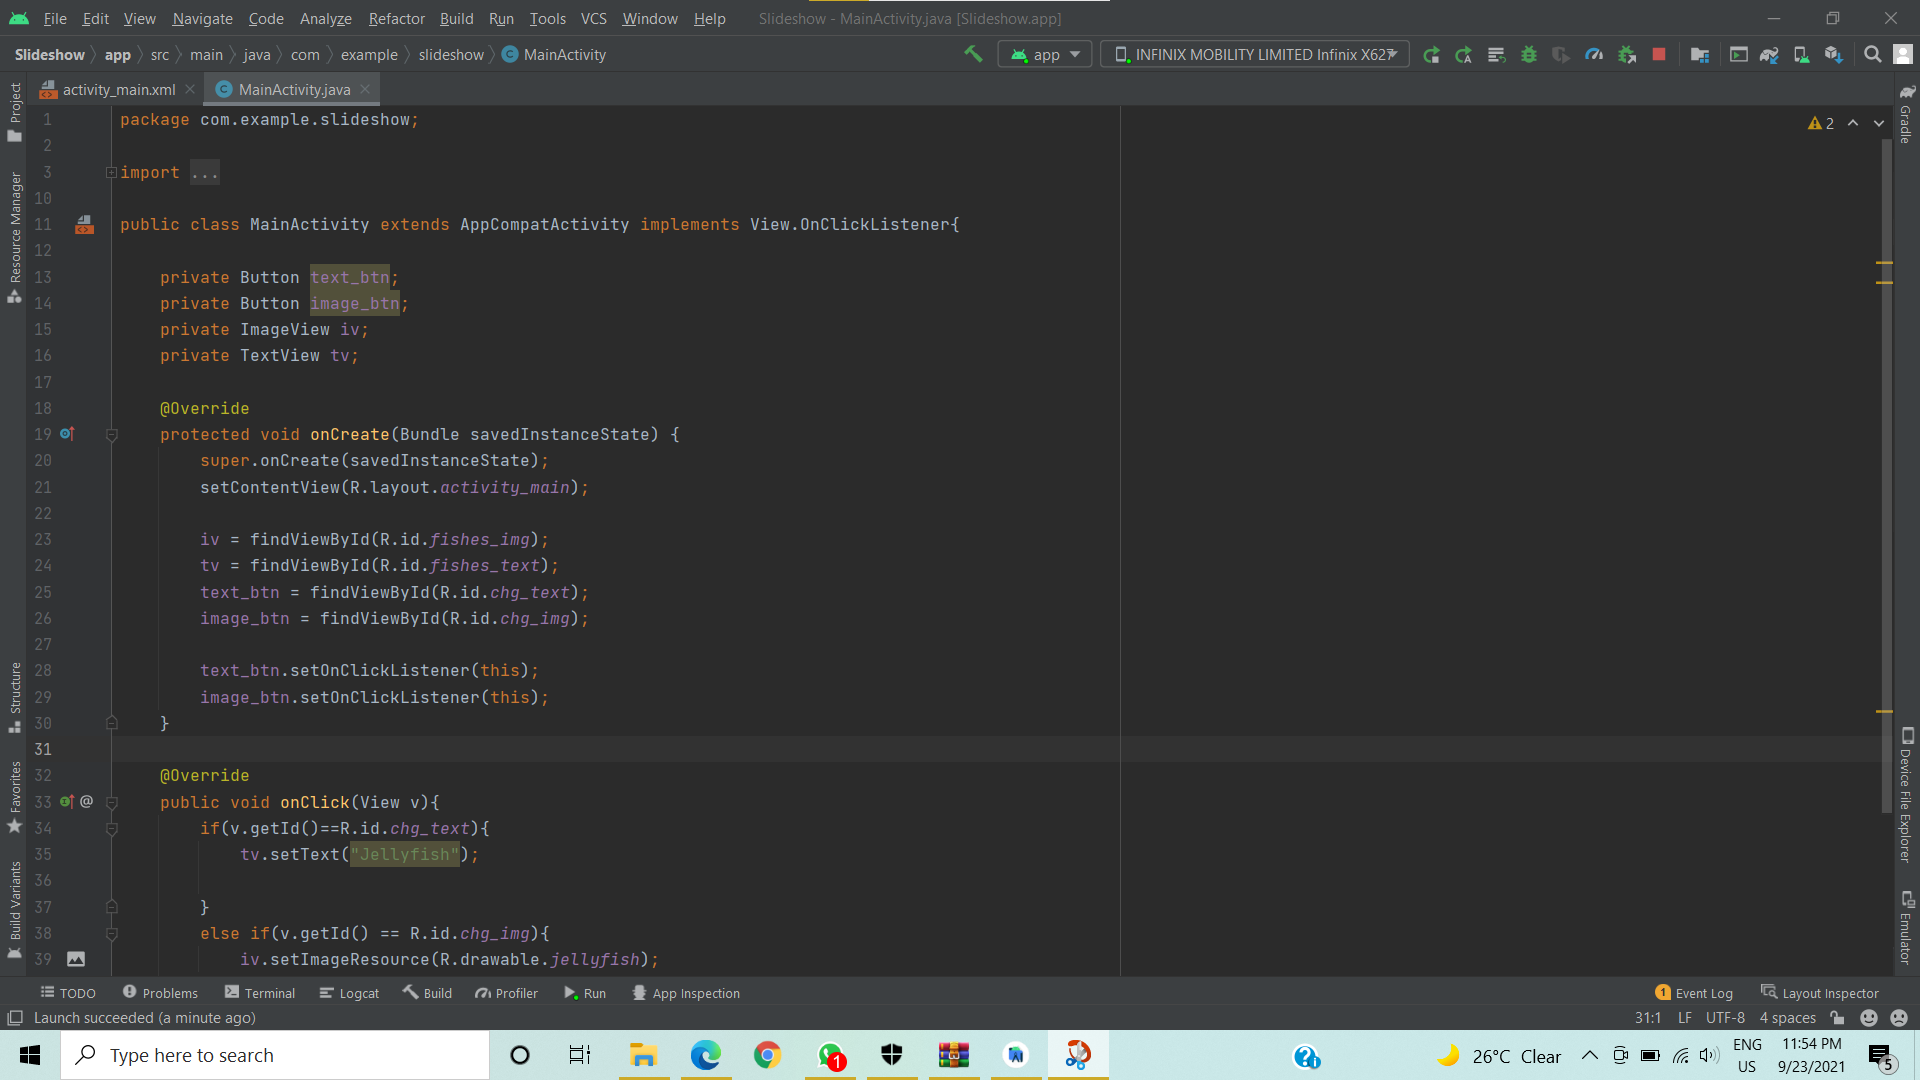 File Edit View Navigate Code Analyze Refactor Build Run Tools VCS Window Help Slideshow - MainActivity.java [Slideshow.app]
Slideshow app src main java com example slideshow C MainActivity app INFINIX MOBILITY LIMITED Infinix X627
activity_main.xml C MainActivity.java
1 package com.example.slideshow;
2
3 import ...
10
11 public class MainActivity extends AppCompatActivity implements View.OnClickListener{
12
13 private Button text_btn;
14 private Button image_btn;
15 private ImageView iv;
16 private TextView tv;
17
18 @Override
19 protected void onCreate(Bundle savedInstanceState) {
20 super.onCreate(savedInstanceState);
21 setContentView(R.layout.activity_main);
22
23 iv = findViewById(R.id.fishes_img);
24 tv = findViewById(R.id.fishes_text);
25 text_btn = findViewById(R.id.chg_text);
26 image_btn = findViewById(R.id.chg_img);
27
28 text_btn.setOnClickListener(this);
29 image_btn.setOnClickListener(this);
30 }
31
32 @Override
33 @ public void onClick(View v){
34 if(v.getId()==R.id.chg_text){
35 tv.setText("Jellyfish");
36
37 }
38 else if(v.getId() == R.id.chg_img){
39 iv.setImageResource(R.drawable.jellyfish);
2
Project
Resource Manager
Structure
Favorites
Build Variants
Gradle
Device File Explorer
Emulator
TODO Problems Terminal Logcat Build Profiler Run App Inspection 1 Event Log Layout Inspector
Launch succeeded (a minute ago) 31:1 LF UTF-8 4 spaces
Type here to search 1 26°C Clear ENG US 11:54 PM 9/23/2021 5